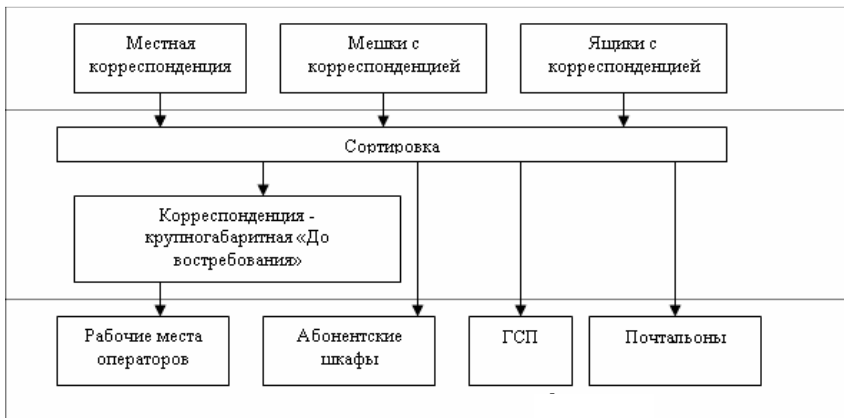 Местная
корреспонденция
Мешки с
корреспонденцией
Ящики с
корреспонденцией
Сортировка
Корреспонденция -
крупногабаритная «До
востребования»
Рабочие места
операторов
Абонентские
шкафы
ГСП
Почтальоны